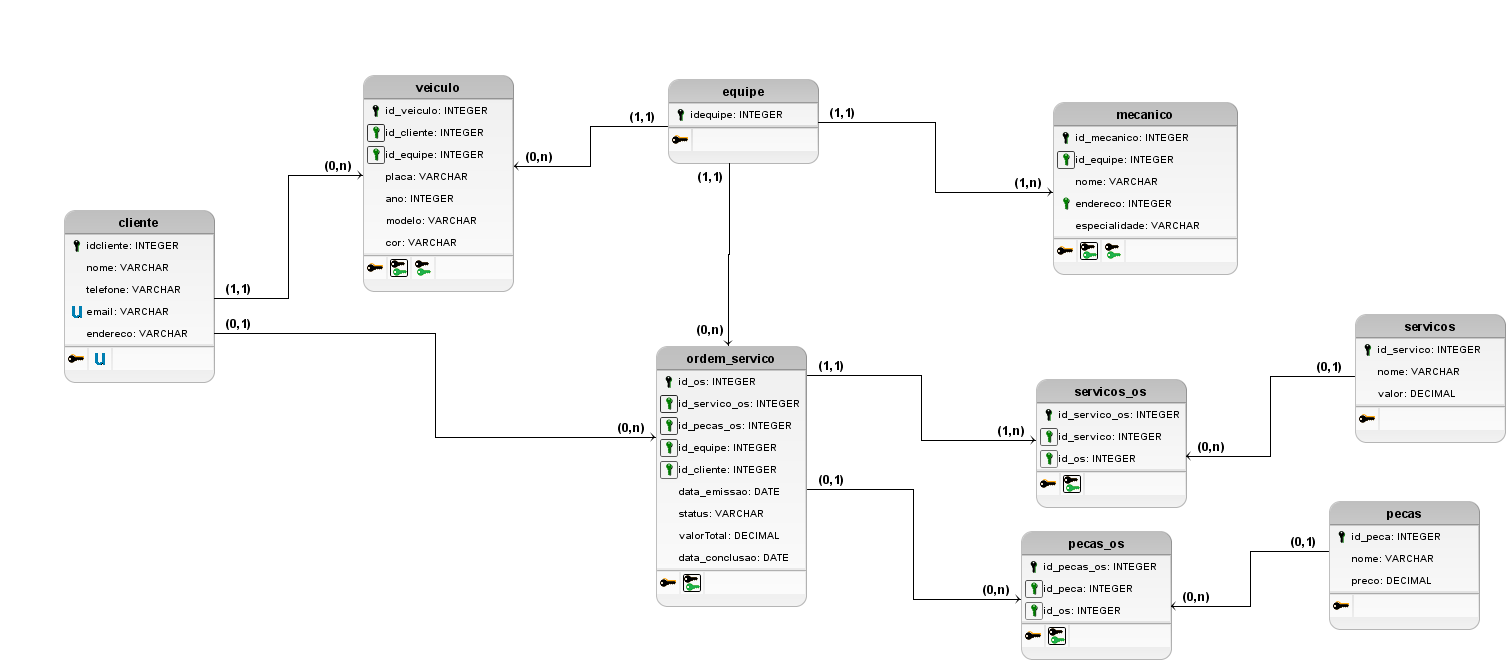 veiculo
id_veiculo: INTEGER
id_cliente: INTEGER
id_equipe: INTEGER
placa: VARCHAR
ano: INTEGER
modelo: VARCHAR
cor: VARCHAR
equipe
idequipe: INTEGER
mecanico
id_mecanico: INTEGER
id_equipe: INTEGER
nome: VARCHAR
endereco: INTEGER
especialidade: VARCHAR
(1,1)
(0,n)
(1,1)
(1,n)
(1,1)
(0,n)
(0,n)
(1,1)
(0,1)
(0,n)
cliente
idcliente: INTEGER
nome: VARCHAR
telefone: VARCHAR
U email: VARCHAR
endereco: VARCHAR
U
ordem_servico
id_os: INTEGER
id_servico_os: INTEGER
id_pecas_os: INTEGER
id_equipe: INTEGER
id_cliente: INTEGER
data_emissao: DATE
status: VARCHAR
valorTotal: DECIMAL
data_conclusao: DATE
(1,1)
(1,n)
(0,1)
(0,n)
servicos_os
id_servico_os: INTEGER
id_servico: INTEGER
id_os: INTEGER
(0,1)
(0,n)
servicos
id_servico: INTEGER
nome: VARCHAR
valor: DECIMAL
pecas_os
id_pecas_os: INTEGER
id_peca: INTEGER
id_os: INTEGER
(0,1)
(0,n)
pecas
id_peca: INTEGER
nome: VARCHAR
preco: DECIMAL